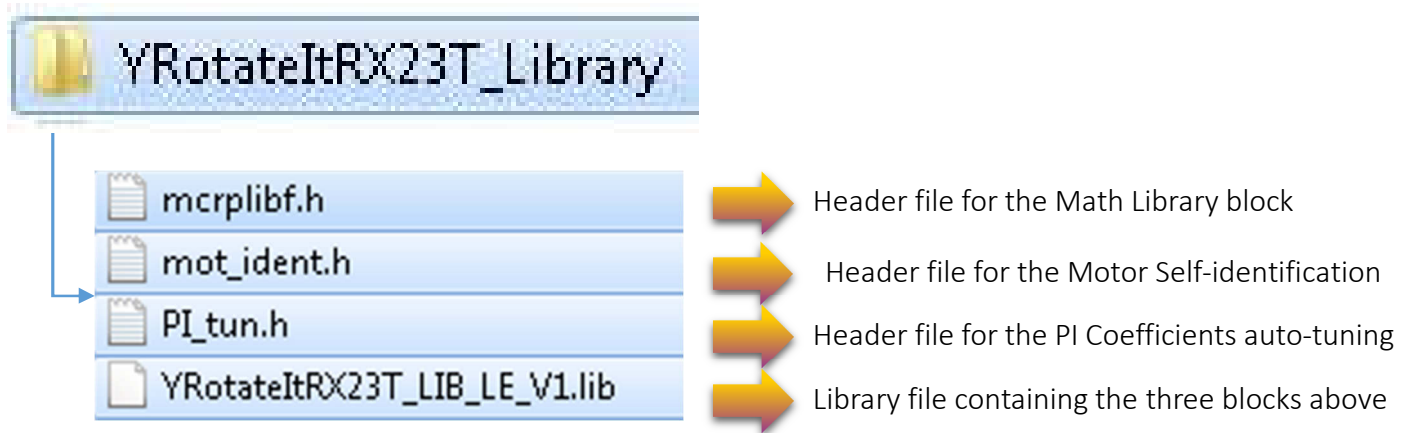 YRotateItRX23T_Library
mcrplibf.h
Header file for the Math Library block
mot_ident.h
Header file for the Motor Self-identification
PI_tun.h
Header file for the PI Coefficients auto-tuning
YRotateItRX23T_LIB_LE_V1.lib
Library file containing the three blocks above